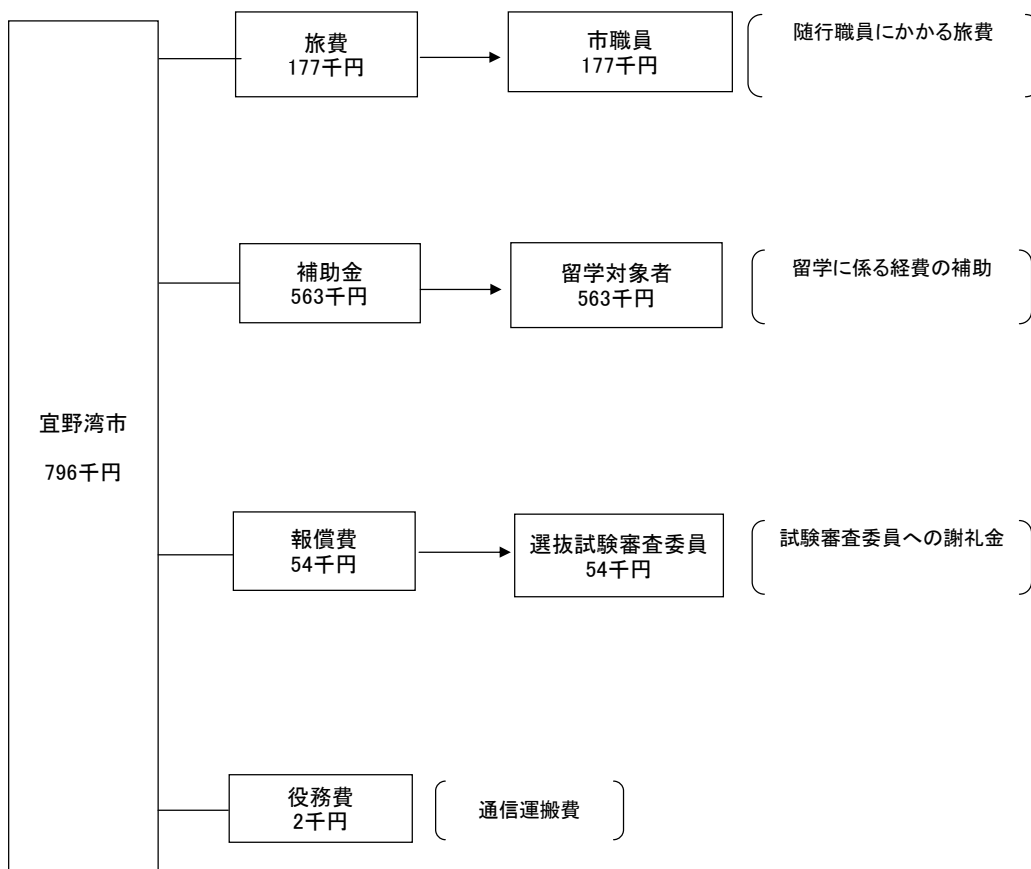 宜野湾市
796千円
旅費
177千円
市職員
177千円
随行職員にかかる旅費
補助金
563千円
留学対象者
563千円
留学に係る経費の補助
報償費
54千円
選抜試験審査委員
54千円
試験審査委員への謝礼金
役務費
2千円
通信運搬費